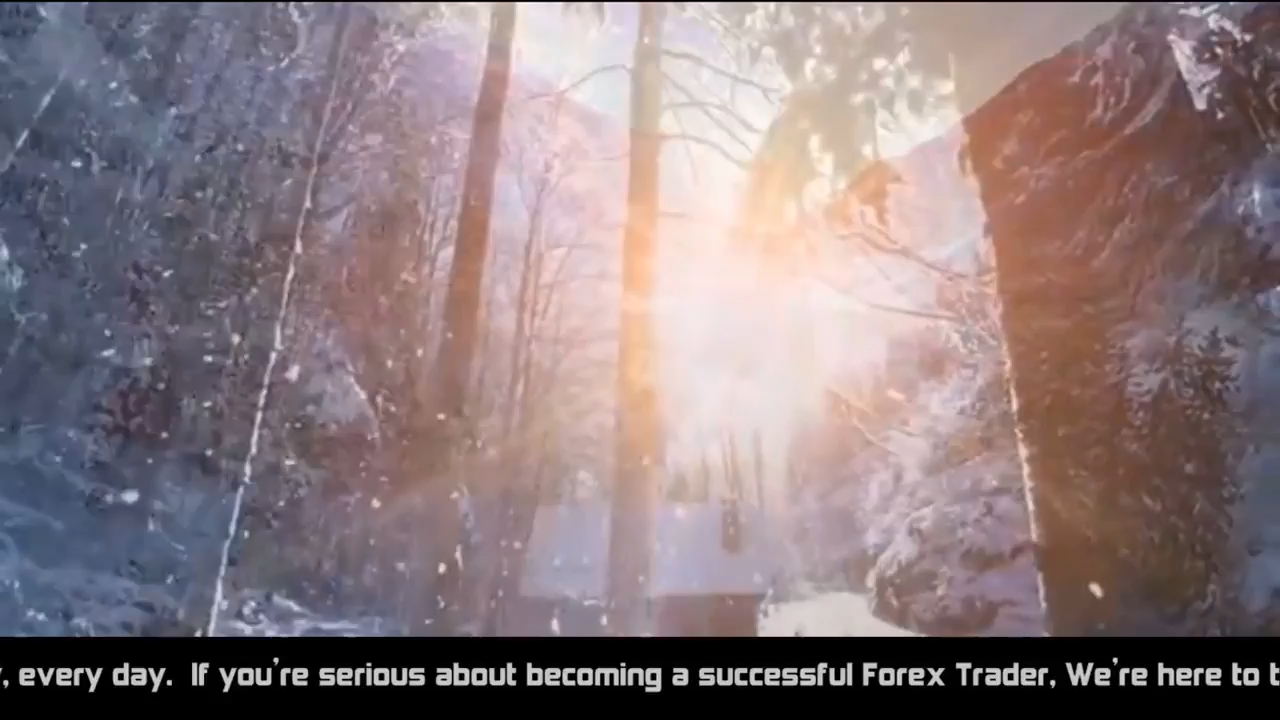 , every day. If you're serious about becoming a successful Forex Trader, We're here to